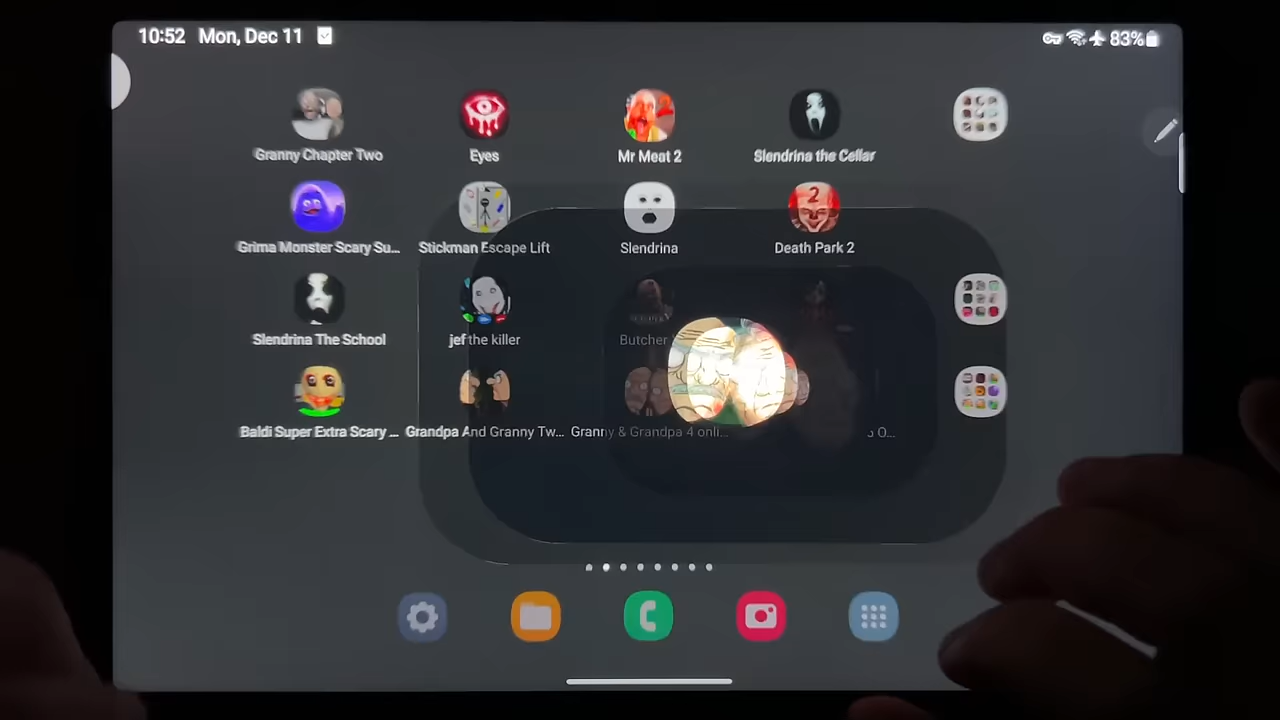 10:52 Mon, Dec 11
83%
Granny Chapter Two
Eyes
Mr Meat 2
Slendrina the Cellar
2
Grima Monster Scary Su...
Stickman Escape Lift
Slendrina
Death Park 2
Slendrina The School
jef the killer
Butcher
Baldi Super Extra Scary ...
Grandpa And Granny Tw...
Granny & Grandpa 4 onli...
O...